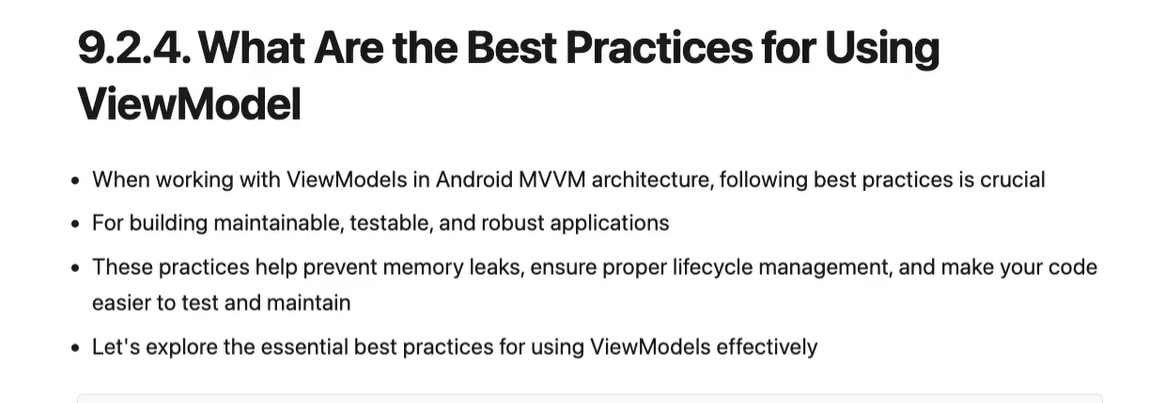 9.2.4. What Are the Best Practices for Using
ViewModel
• When working with ViewModels in Android MVVM architecture, following best practices is crucial
• For building maintainable, testable, and robust applications
• These practices help prevent memory leaks, ensure proper lifecycle management, and make your code
easier to test and maintain
• Let's explore the essential best practices for using ViewModels effectively